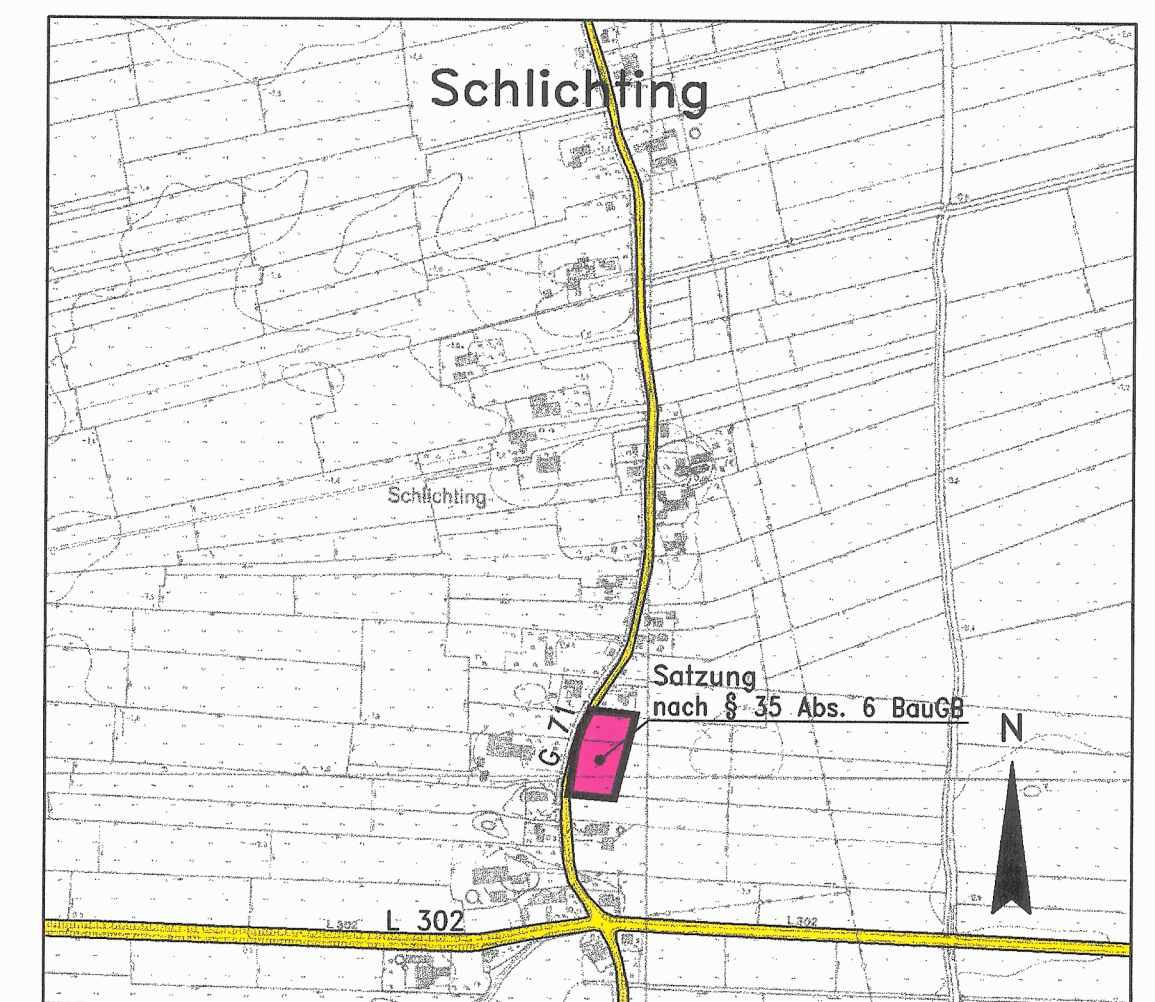 Schlichting
Schlichting
Satzung
nach § 35 Abs. 6 BauGB
G 71
N
L 302
L 302
L 302